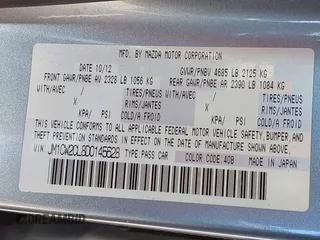 MFD. BY MAZDA MOTOR CORPORATION
DATE 10/12 GVWR/PNBV 4685 LB 2125 KG
FRONT GAWR/PNBE AV 2328 LB 1056 KG REAR GAWR/PNBE AR 2390 LB 1084 KG
WITH/AVEC TIRES/PNEUS WITH/AVEC TIRES/PNEUS
X RIMS/JANTES X RIMS/JANTES
KPA/ PSI COLD/A FROID KPA/ PSI COLD/A FROID
THIS VEHICLE CONFORMS TO ALL APPLICABLE FEDERAL MOTOR VEHICLE SAFETY, BUMPER,
AND THEFT PREVENTION STANDARDS IN EFFECT ON THE DATE OF MANUFACTURE
SHOWN ABOVE.
JM1CW2CL8D0145628 TYPE PASS CAR COLOR CODE: 40B MADE IN JAPAN